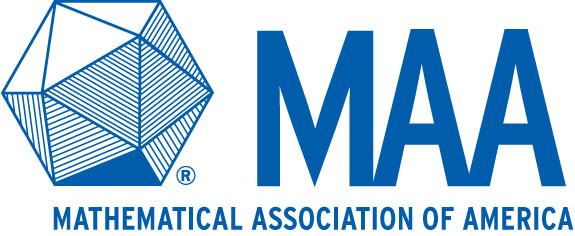 MAA
®
MATHEMATICAL ASSOCIATION OF AMERICA